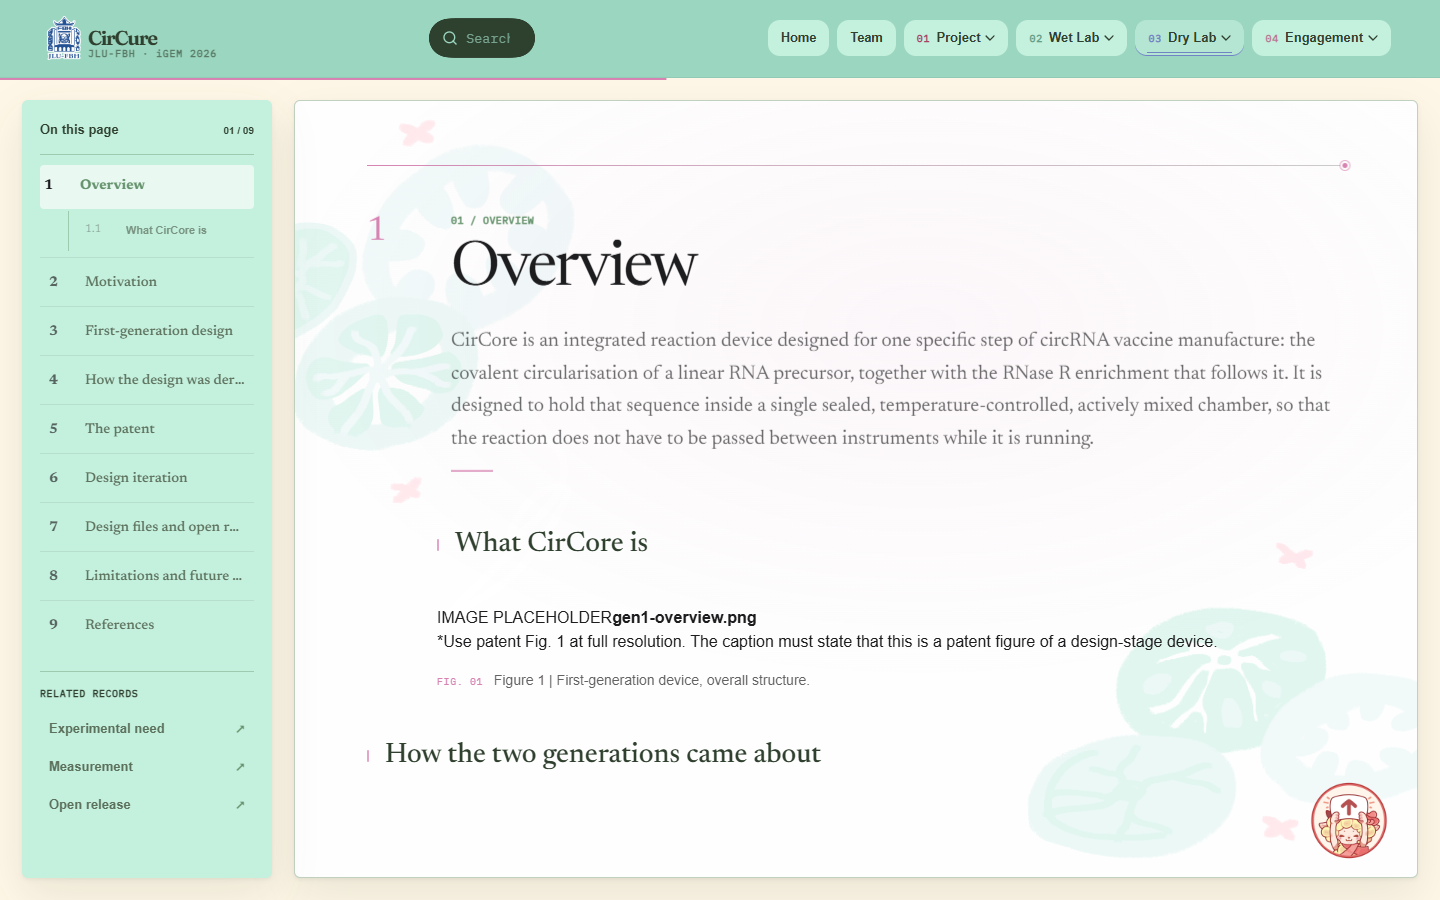 CirCure
JLU-FBH · iGEM 2026
JLU-FBH
Search
Home
Team
01 Project
02 Wet Lab
03 Dry Lab
04 Engagement
On this page
01 / 09
1 Overview
1.1 What CirCore is
2 Motivation
3 First-generation design
4 How the design was der...
5 The patent
6 Design iteration
7 Design files and open r...
8 Limitations and future ...
9 References
RELATED RECORDS
Experimental need ↗
Measurement ↗
Open release ↗
1
01 / OVERVIEW
Overview
CirCore is an integrated reaction device designed for one specific step of circRNA vaccine manufacture: the
covalent circularisation of a linear RNA precursor, together with the RNase R enrichment that follows it. It is
designed to hold that sequence inside a single sealed, temperature-controlled, actively mixed chamber, so that
the reaction does not have to be passed between instruments while it is running.
What CirCore is
IMAGE PLACEHOLDERgen1-overview.png
*Use patent Fig. 1 at full resolution. The caption must state that this is a patent figure of a design-stage device.
FIG. 01 Figure 1 | First-generation device, overall structure.
How the two generations came about